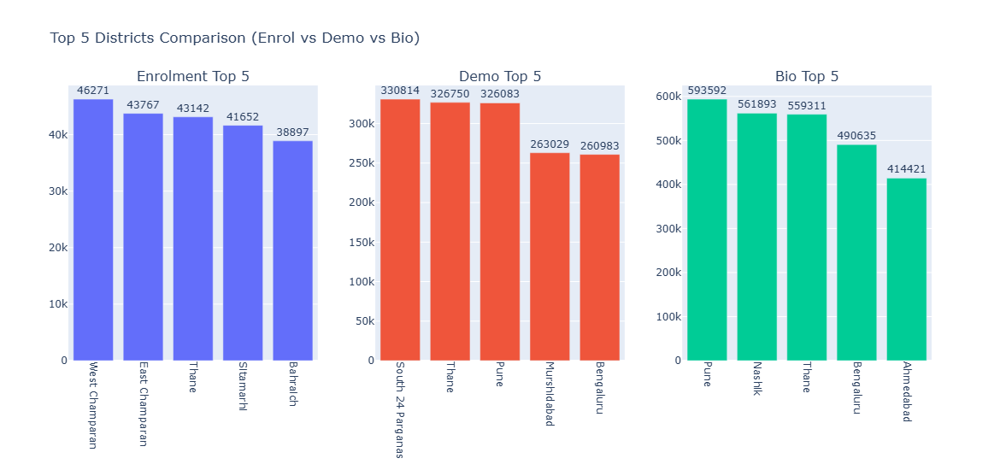 Top 5 Districts Comparison (Enrol vs Demo vs Bio)
Enrolment Top 5
46271
43767
43142
41652
38897
40k
30k
20k
10k
0
West Champaran
East Champaran
Thane
Sitamarhi
Bahraich
Demo Top 5
330814
326750
326083
263029
260983
300k
250k
200k
150k
100k
50k
0
South 24 Parganas
Thane
Pune
Murshidabad
Bengaluru
Bio Top 5
593592
561893
559311
490635
414421
600k
500k
400k
300k
200k
100k
0
Pune
Nashik
Thane
Bengaluru
Ahmedabad